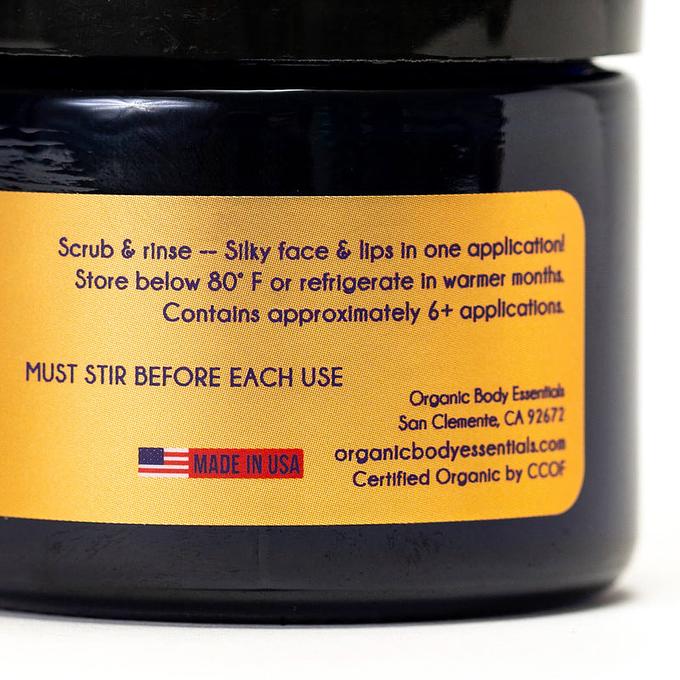 Scrub & rinse -- Silky face & lips in one application!
Store below 80° F or refrigerate in warmer months.
Contains approximately 6+ applications.
MUST STIR BEFORE EACH USE
Organic Body Essentials
San Clemente, CA 92672
MADE IN USA
organicbodyessentials.com
Certified Organic by CCOF